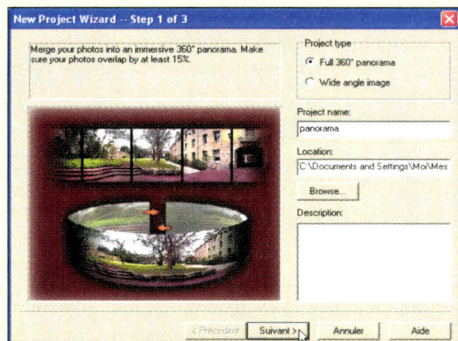 New Project Wizard -- Step 1 of 3
Merge your photos into an immersive 360° panorama. Make
sure your photos overlap by at least 15%.
Project type
Full 360° panorama
Wide angle image
Project name:
panorama
Location:
C:\Documents and Settings\Moi\Mes
Browse...
Description:
< Précédent
Suivant >
Annuler
Aide